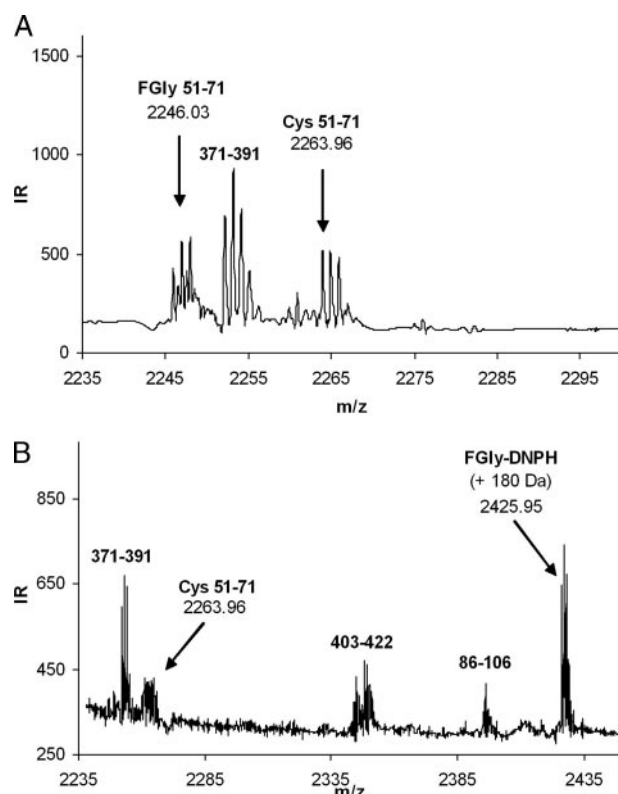 A
1500
1000
500
0
IR
FGly 51-71
2246.03
371-391
Cys 51-71
2263.96
2235 2245 2255 2265 2275 2285 2295
m/z
B
850
650
450
250
IR
371-391
Cys 51-71
2263.96
403-422
86-106
FGly-DNPH
(+ 180 Da)
2425.95
2235 2285 2335 2385 2435
m/z